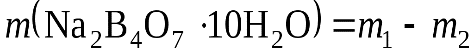 m(Na₂B₄O₇ ·10H₂O) = m₁ − m₂